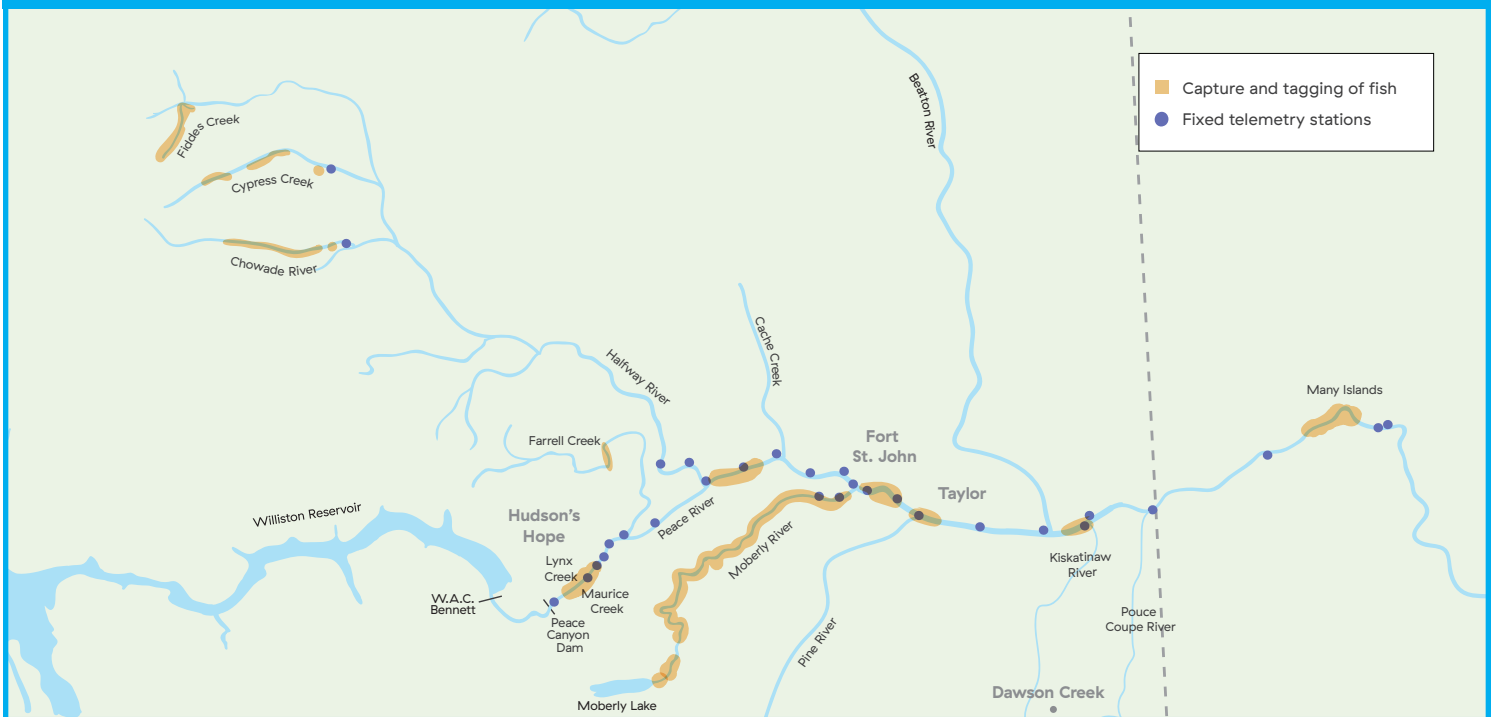 Capture and tagging of fish
Fixed telemetry stations
Beatton River
Fiddes Creek
Cypress Creek
Chowade River
Cache Creek
Halfway River
Many Islands
Farrell Creek
Fort
St. John
Taylor
Williston Reservoir
Hudson's
Hope
Peace River
Moberly River
Lynx
Creek
Maurice
Creek
W.A.C.
Bennett
Peace
Canyon
Dam
Kiskatinaw
River
Pouce
Coupe River
Pine River
Dawson Creek
Moberly Lake